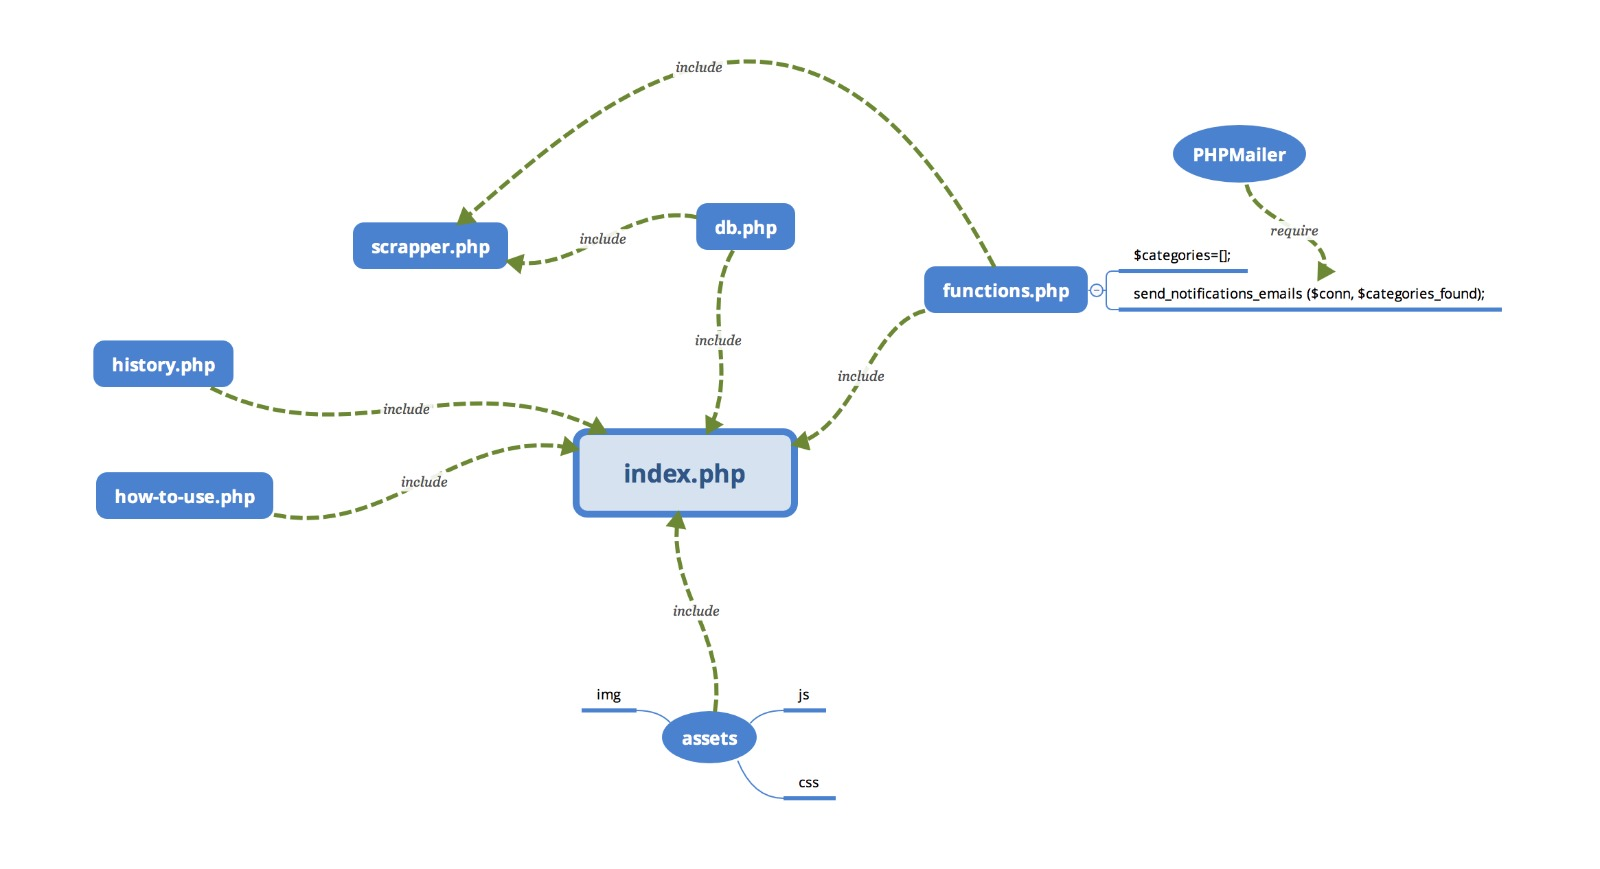 include
PHPMailer
require
scrapper.php
include
db.php
$categories=[];
functions.php
send_notifications_emails ($conn, $categories_found);
include
history.php
include
include
how-to-use.php
include
index.php
include
img
js
assets
css